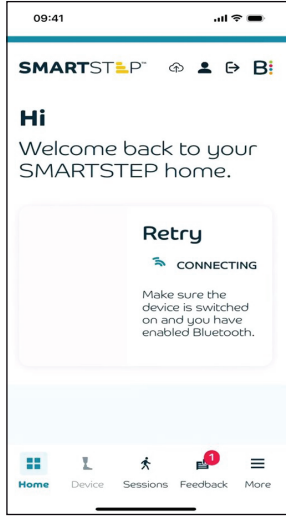 09:41
SMARTSTEP™ B
Hi
Welcome back to your
SMARTSTEP home.
Retry
CONNECTING
Make sure the
device is switched
on and you have
enabled Bluetooth.
1
Home Device Sessions Feedback More